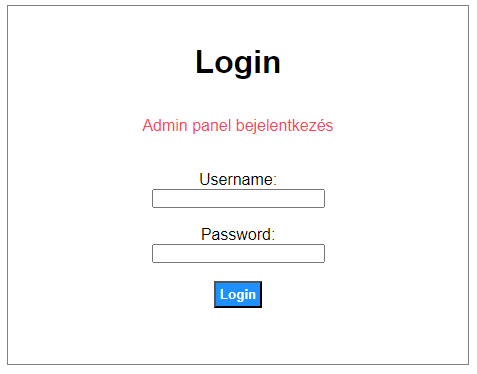 Login
Admin panel bejelentkezés
Username:
Password:
Login